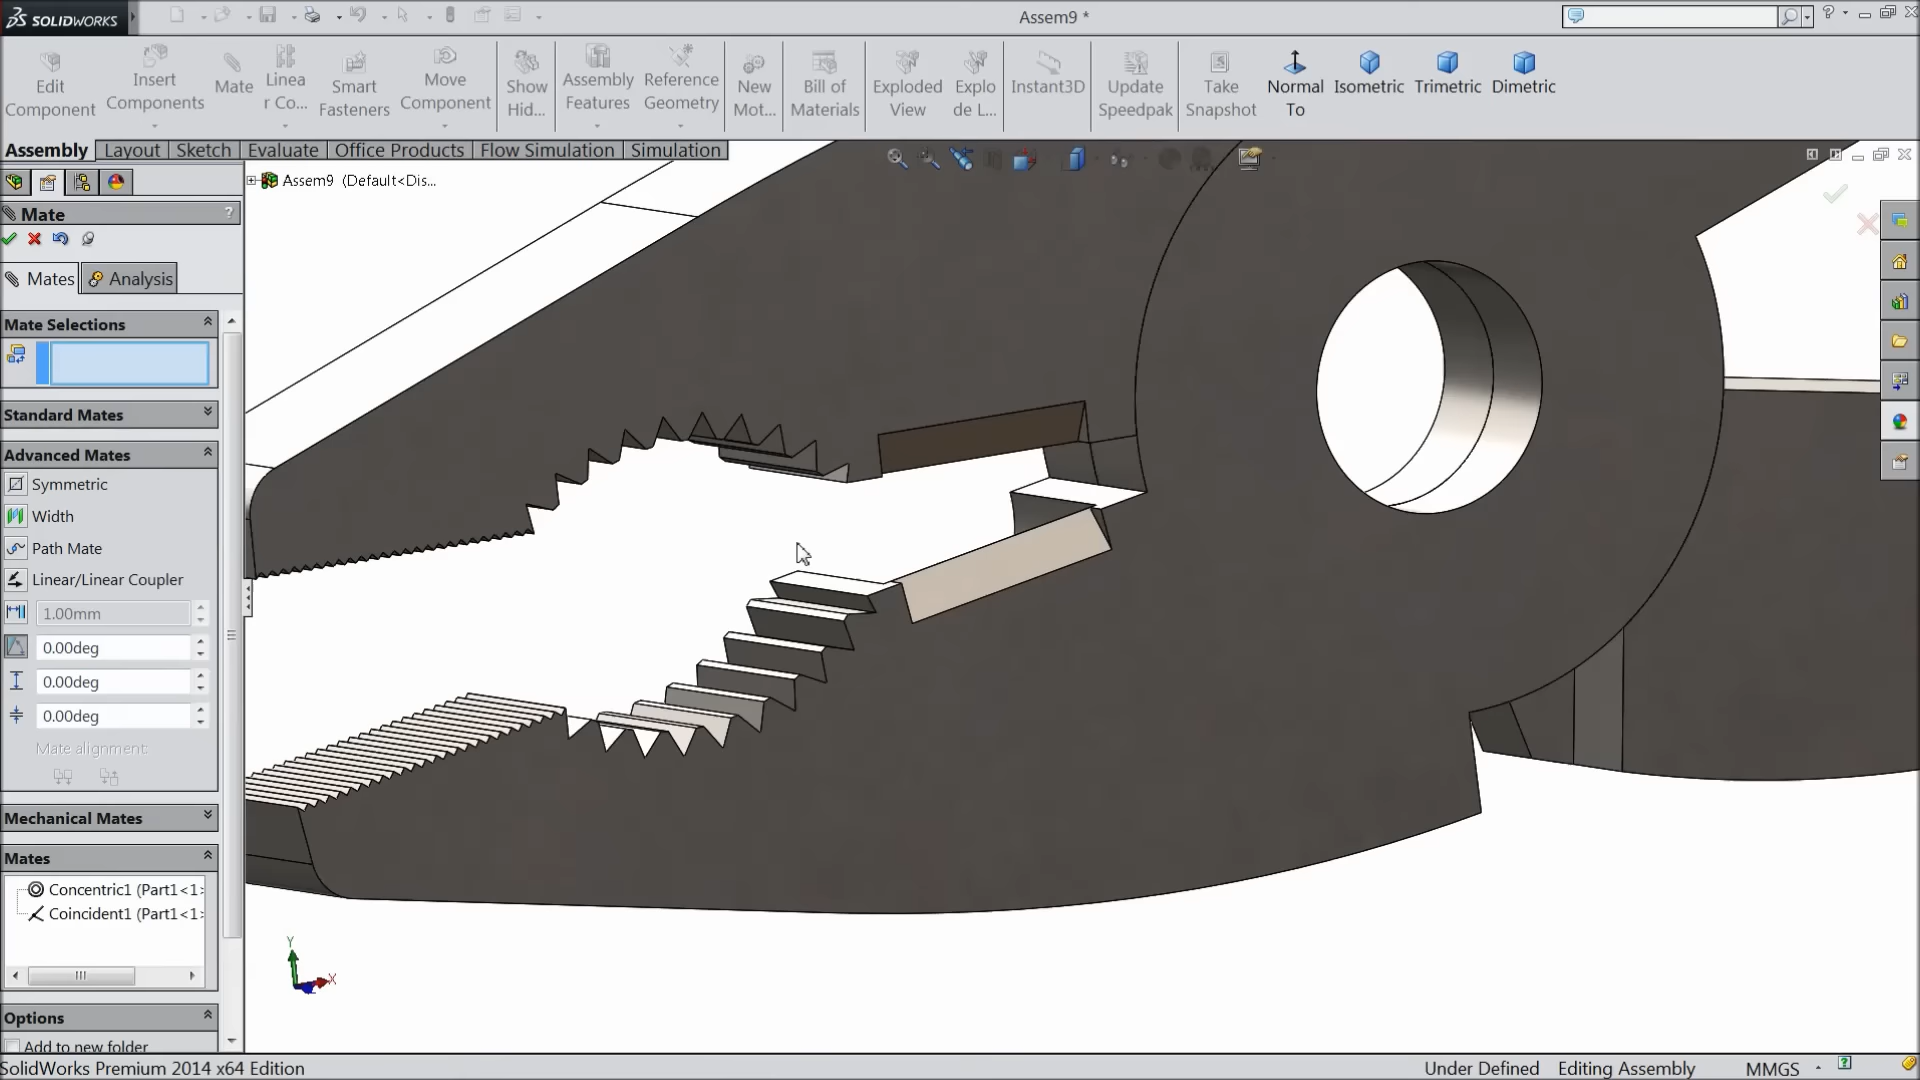 SOLIDWORKS
Assem9 *
?
Edit Component
Insert Components
Mate
Linea r Co...
Smart Fasteners
Move Component
Show Hid...
Assembly Features
Reference Geometry
New Mot...
Bill of Materials
Exploded View
Explo de L...
Instant3D
Update Speedpak
Take Snapshot
Normal To
Isometric
Trimetric
Dimetric
Assembly
Layout
Sketch
Evaluate
Office Products
Flow Simulation
Simulation
Assem9 (Default<Dis...
Mate
?
Mates
Analysis
Mate Selections
Standard Mates
Advanced Mates
Symmetric
Width
Path Mate
Linear/Linear Coupler
1.00mm
0.00deg
0.00deg
0.00deg
Mate alignment:
Mechanical Mates
Mates
Concentric1 (Part1<1>
Coincident1 (Part1<1>
Y
X
Options
Add to new folder
SolidWorks Premium 2014 x64 Edition
Under Defined
Editing Assembly
MMGS
?